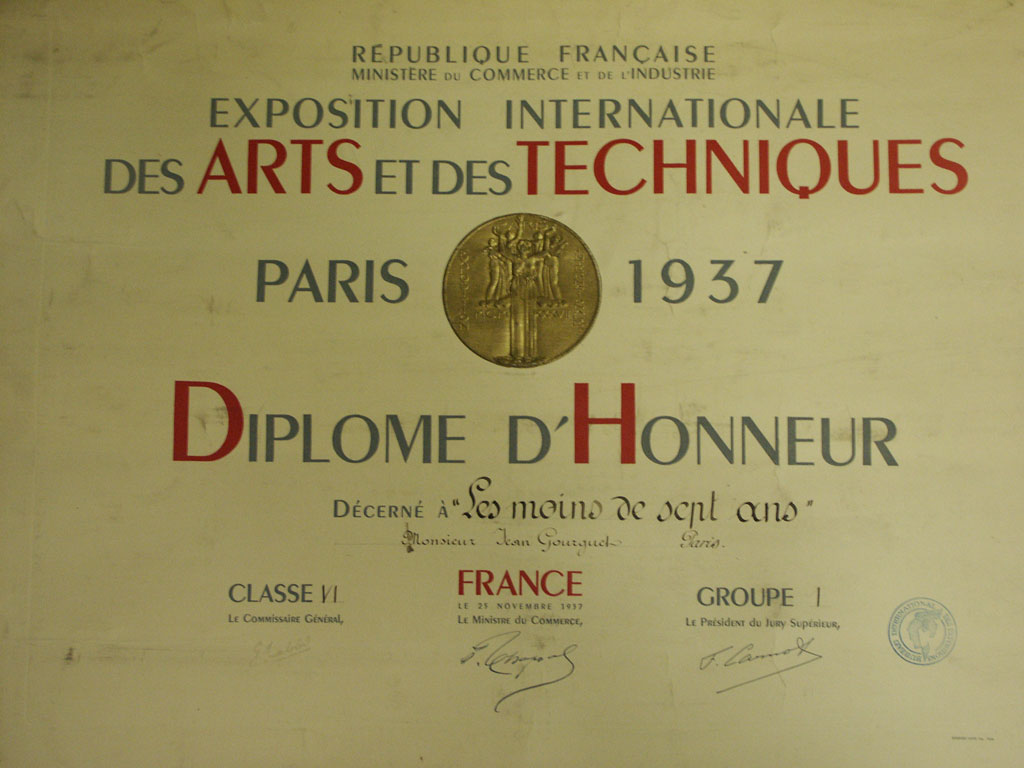 RÉPUBLIQUE FRANÇAISE
MINISTÈRE DU COMMERCE ET DE L'INDUSTRIE
EXPOSITION INTERNATIONALE
DES ARTS ET DES TECHNIQUES
PARIS 1937
DIPLOME D'HONNEUR
DÉCERNÉ À "Les moins de sept ans"
Monsieur Jean Gourguet Paris.
CLASSE VI FRANCE GROUPE I
LE 25 NOVEMBRE 1937
LE COMMISSAIRE GÉNÉRAL, LE MINISTRE DU COMMERCE, LE PRÉSIDENT DU JURY SUPÉRIEUR,